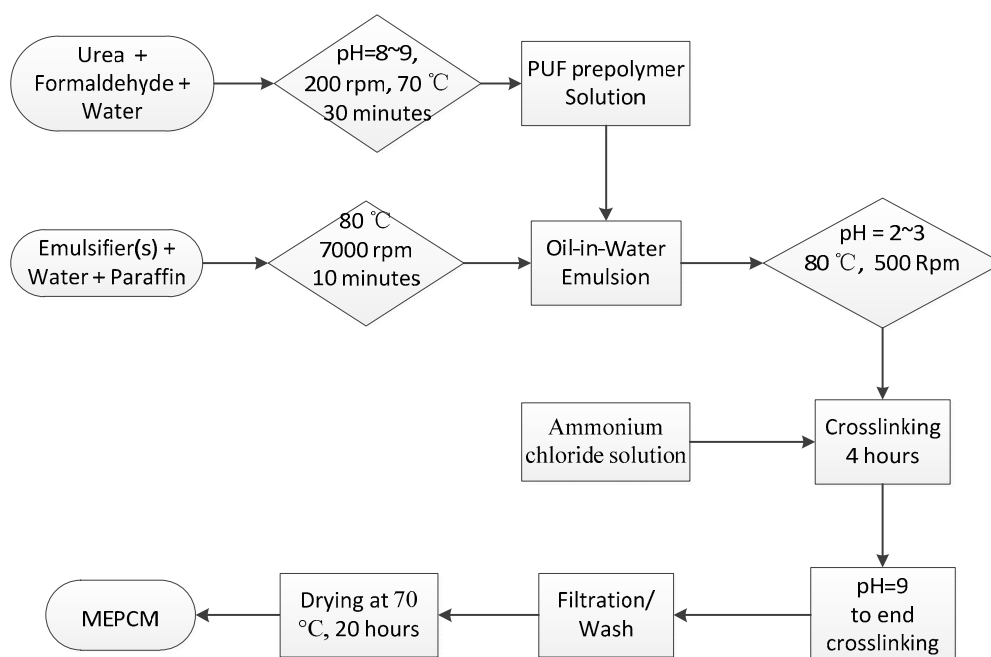 Urea +
Formaldehyde +
Water
pH=8~9,
200 rpm, 70 ℃
30 minutes
PUF prepolymer
Solution
Emulsifier(s) +
Water + Paraffin
80 ℃
7000 rpm
10 minutes
Oil-in-Water
Emulsion
pH = 2~3
80 ℃, 500 Rpm
Ammonium
chloride solution
Crosslinking
4 hours
MEPCM
Drying at 70
℃, 20 hours
Filtration/
Wash
pH=9
to end
crosslinking